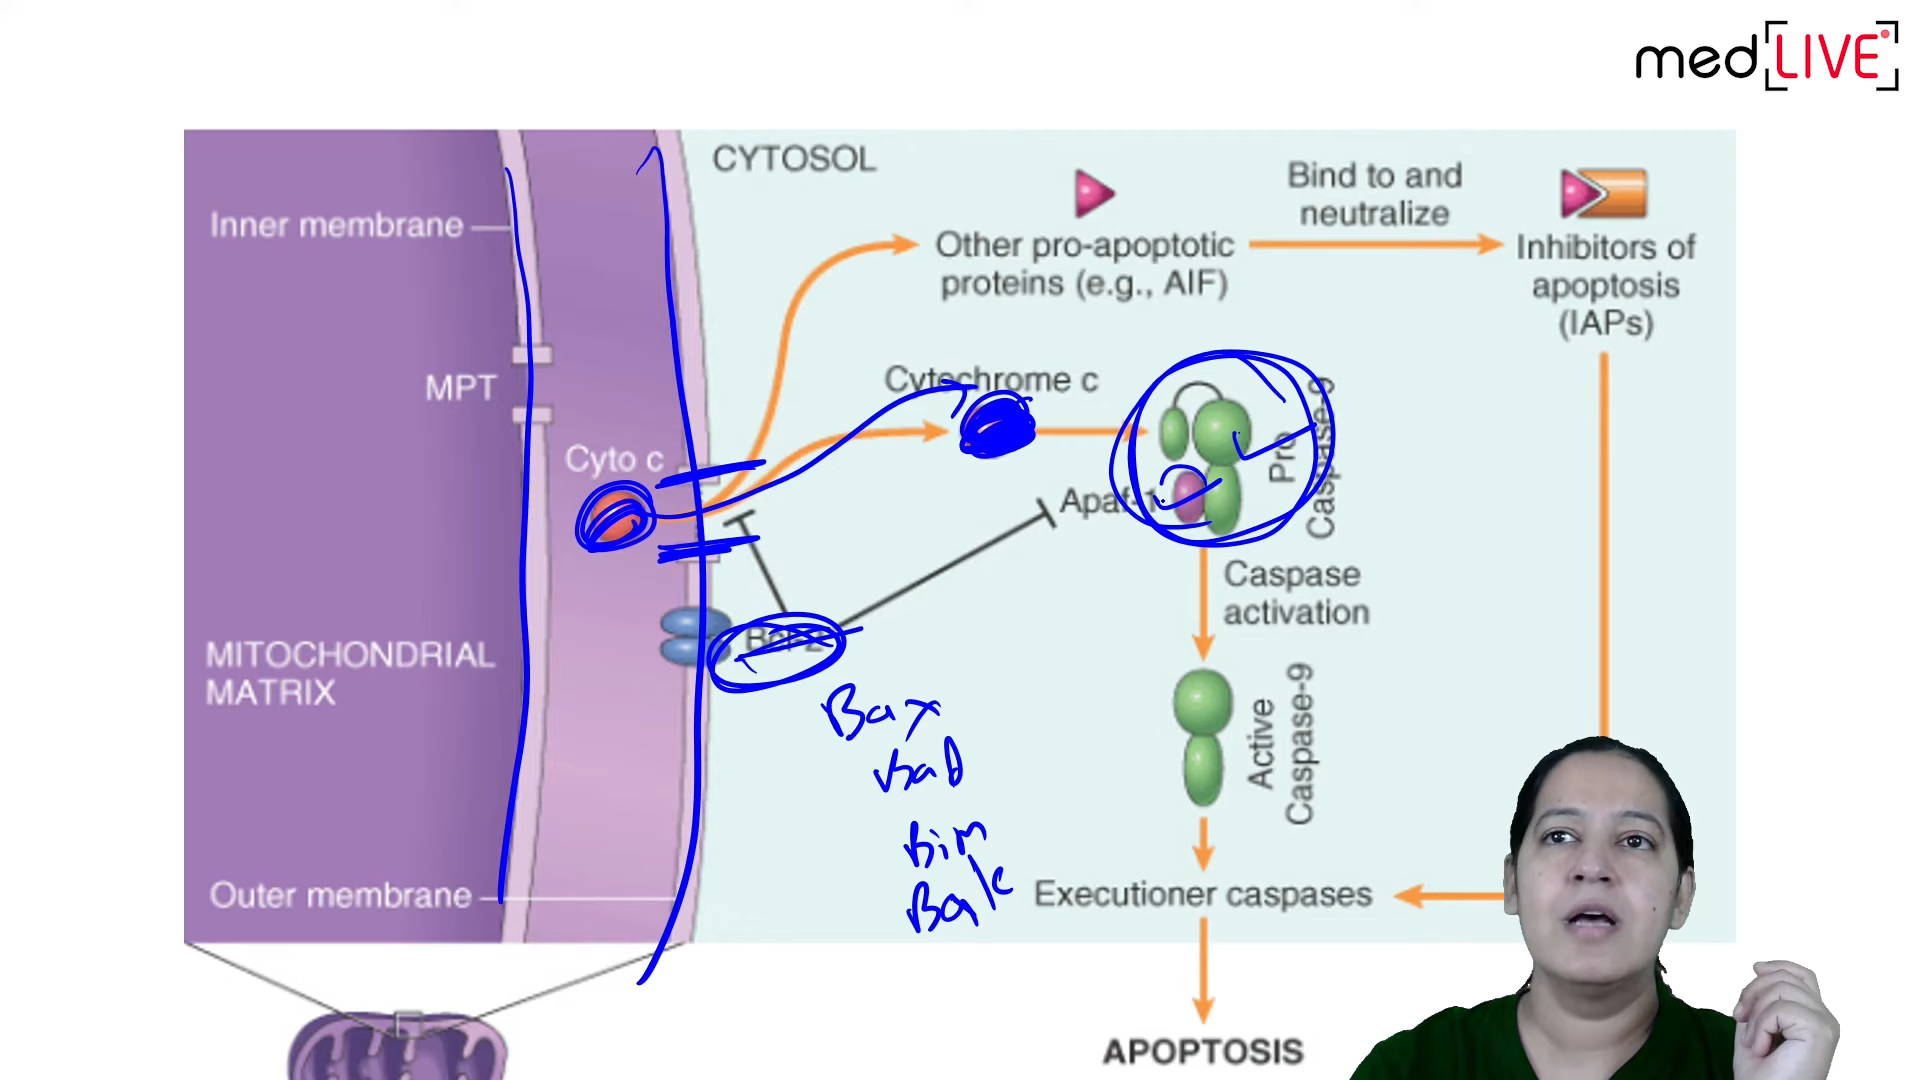 med[LIVE]
CYTOSOL
Bind to and
neutralize
Inner membrane
Other pro-apoptotic
proteins (e.g., AIF)
Inhibitors of
apoptosis
(IAPs)
MPT
Cytochrome c
Pro
Caspase-9
Cyto c
Apaf-1
Caspase
activation
Bcl-2
MITOCHONDRIAL
MATRIX
Bax
bad
Bim
Bak
Active
Caspase-9
Outer membrane
Executioner caspases
APOPTOSIS